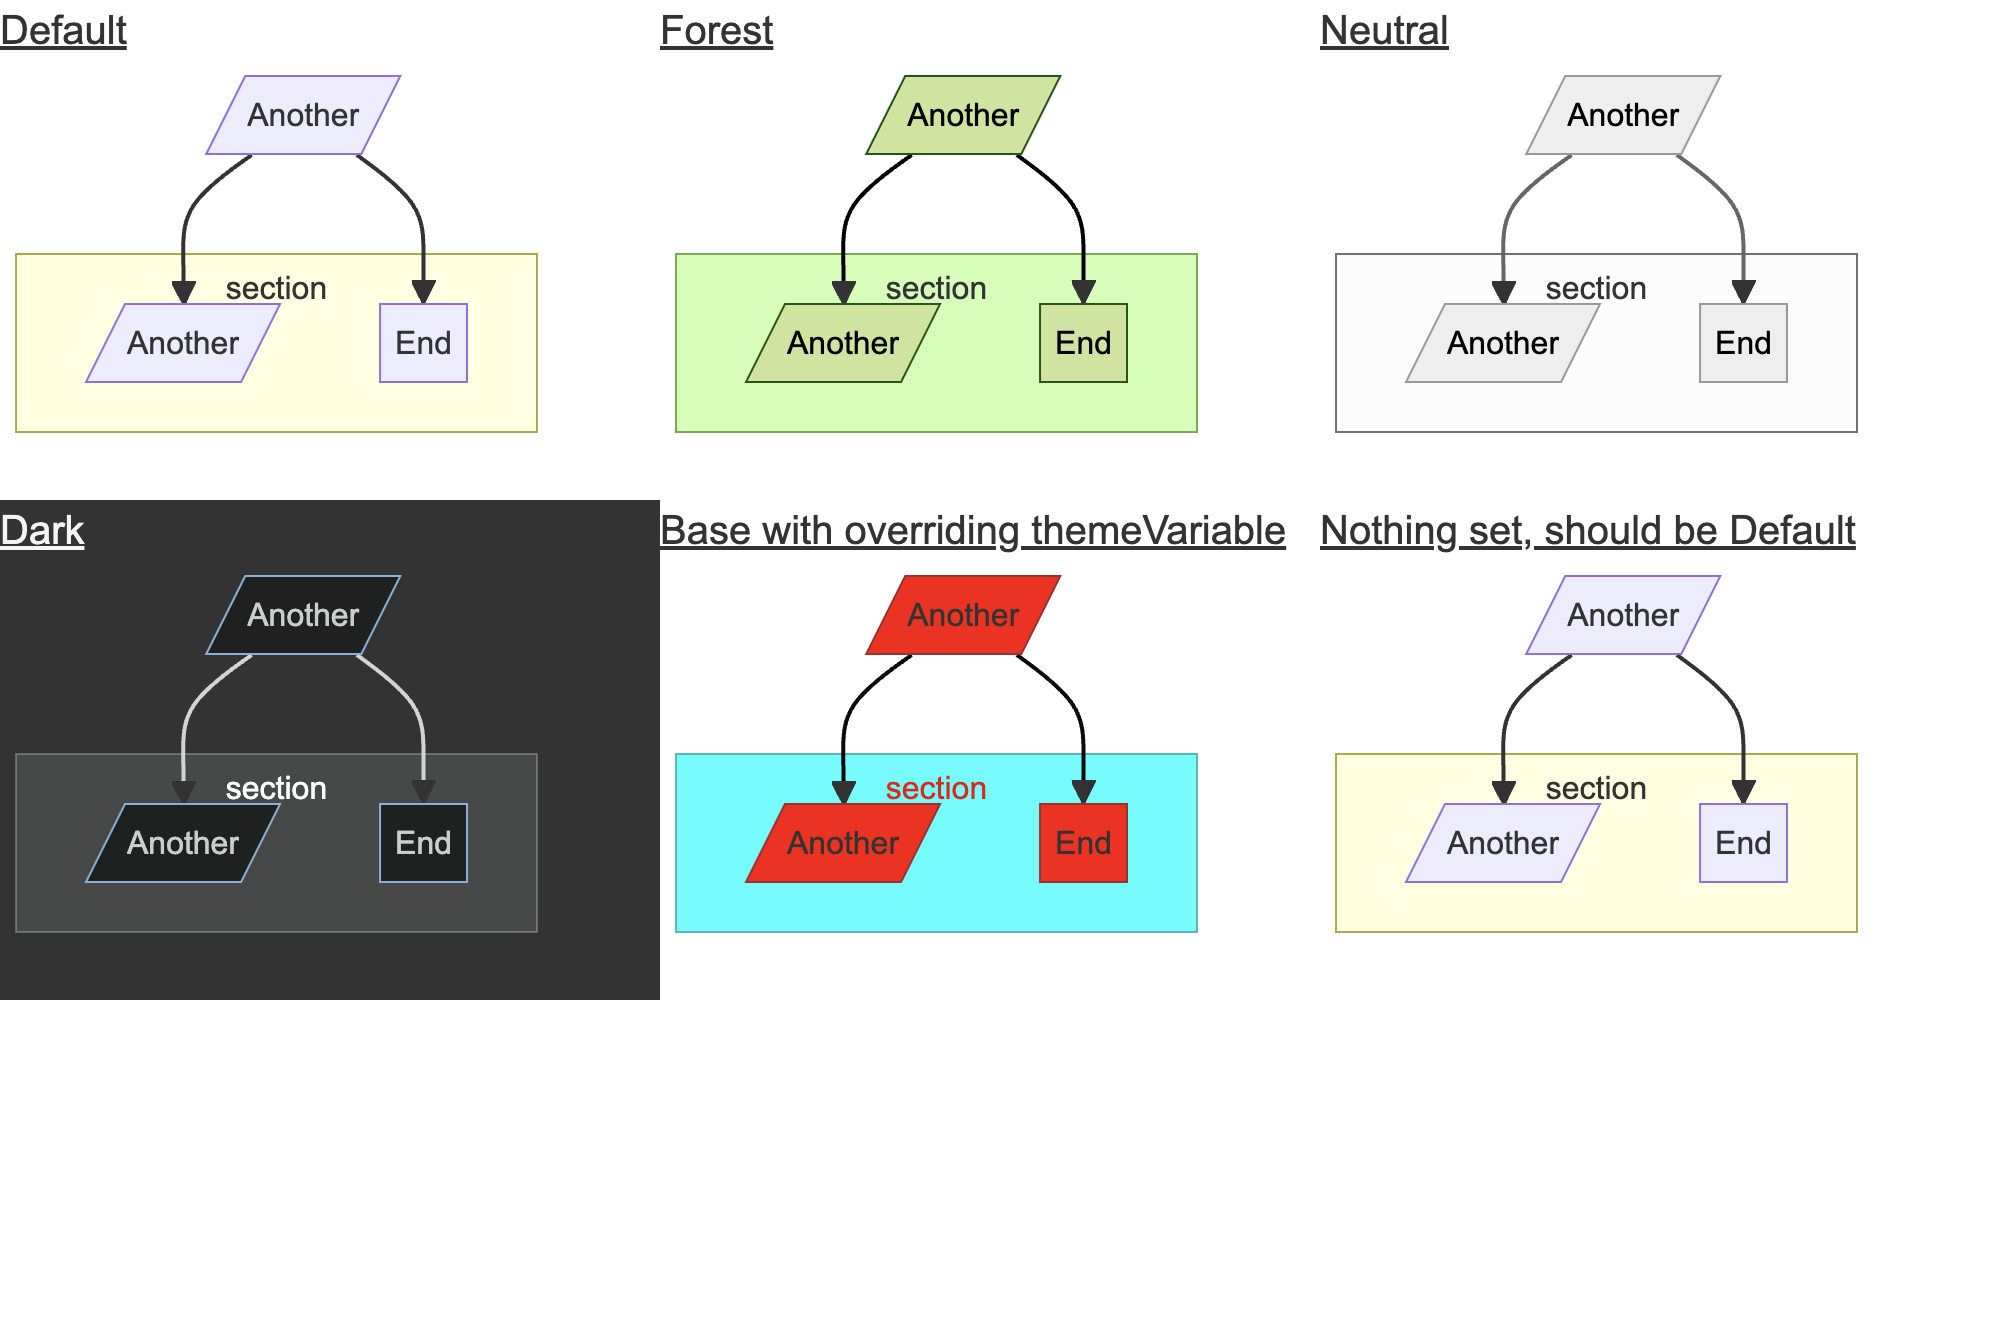 Default
Another
section
Another
End
Forest
Another
section
Another
End
Neutral
Another
section
Another
End
Dark
Another
section
Another
End
Base with overriding themeVariable
Another
section
Another
End
Nothing set, should be Default
Another
section
Another
End